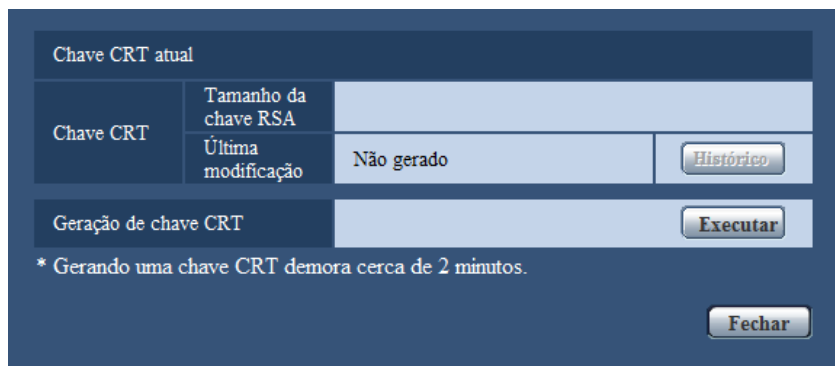 Chave CRT atual
Chave CRT
Tamanho da
chave RSA
Última
modificação
Não gerado
Histórico
Geração de chave CRT
Executar
* Gerando uma chave CRT demora cerca de 2 minutos.
Fechar